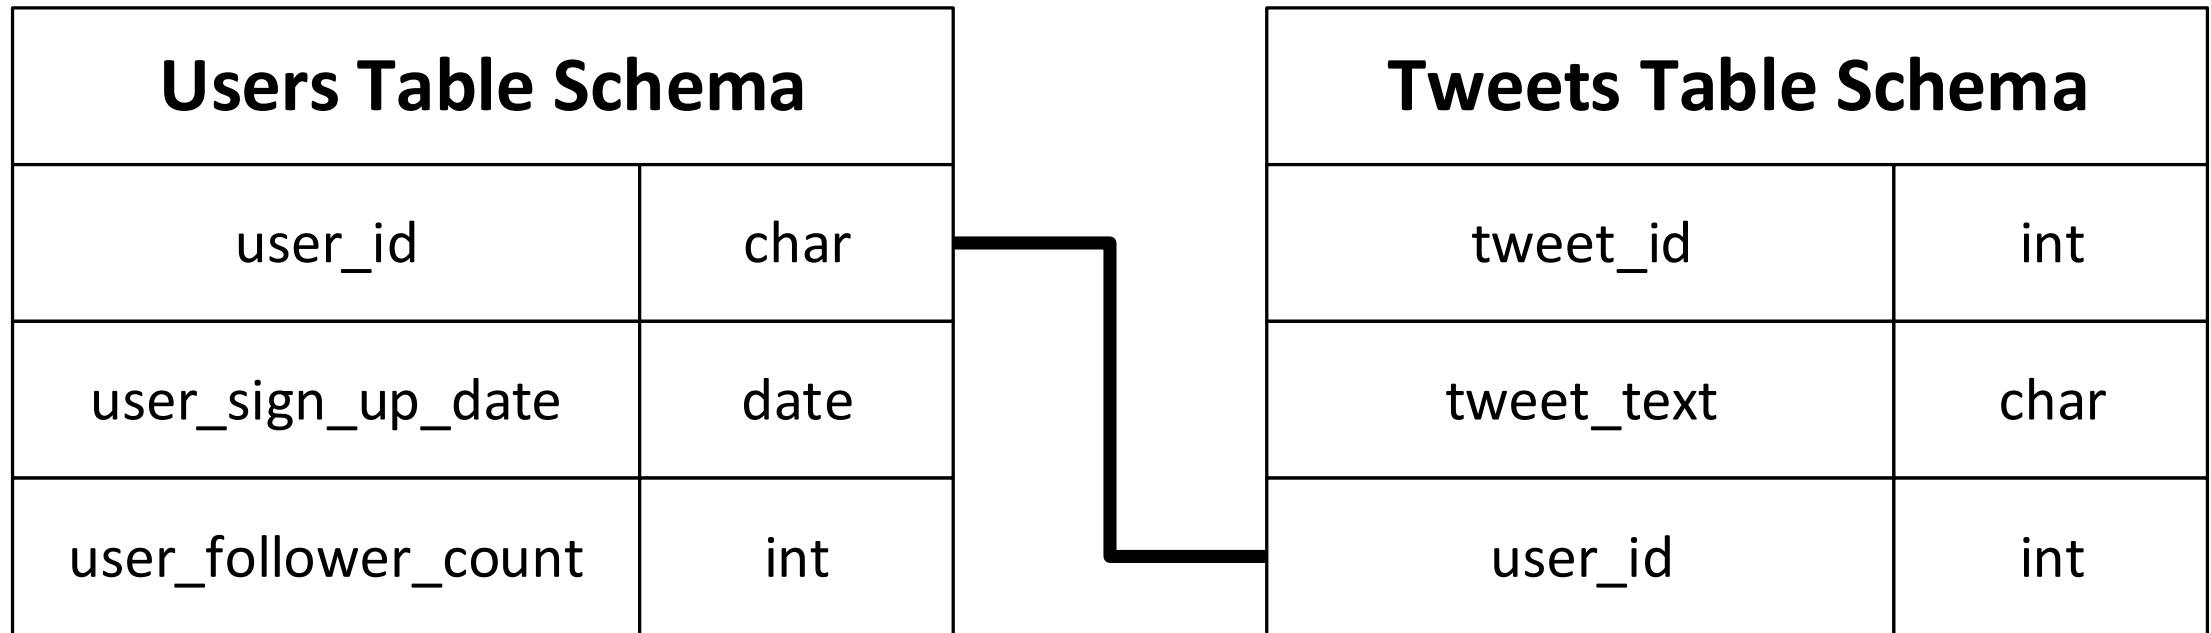 Users Table Schema
user_id char
user_sign_up_date date
user_follower_count int
Tweets Table Schema
tweet_id int
tweet_text char
user_id int